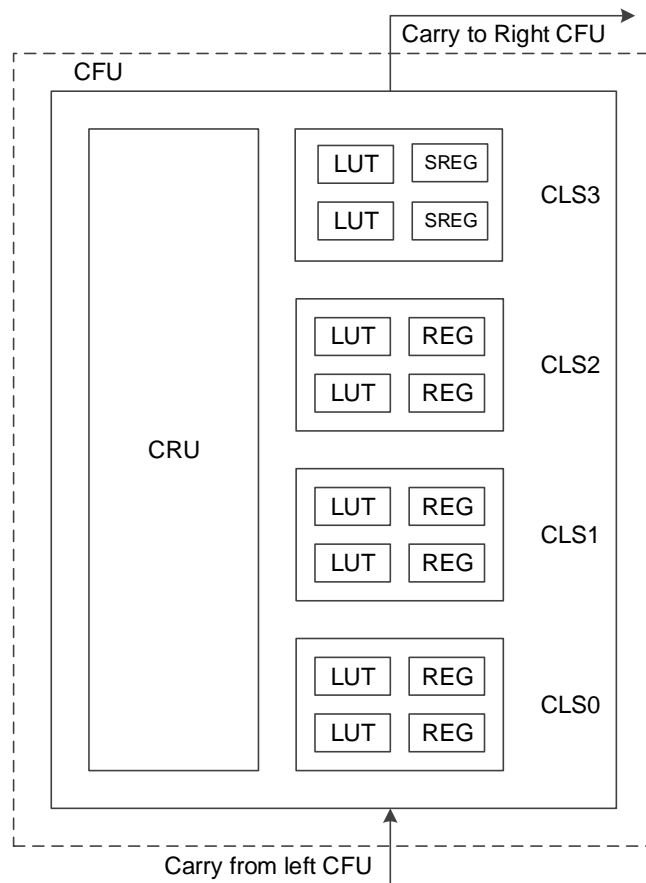 Carry to Right CFU
CFU
LUT SREG
LUT SREG
CLS3
LUT REG
LUT REG
CLS2
CRU
LUT REG
LUT REG
CLS1
LUT REG
LUT REG
CLS0
Carry from left CFU